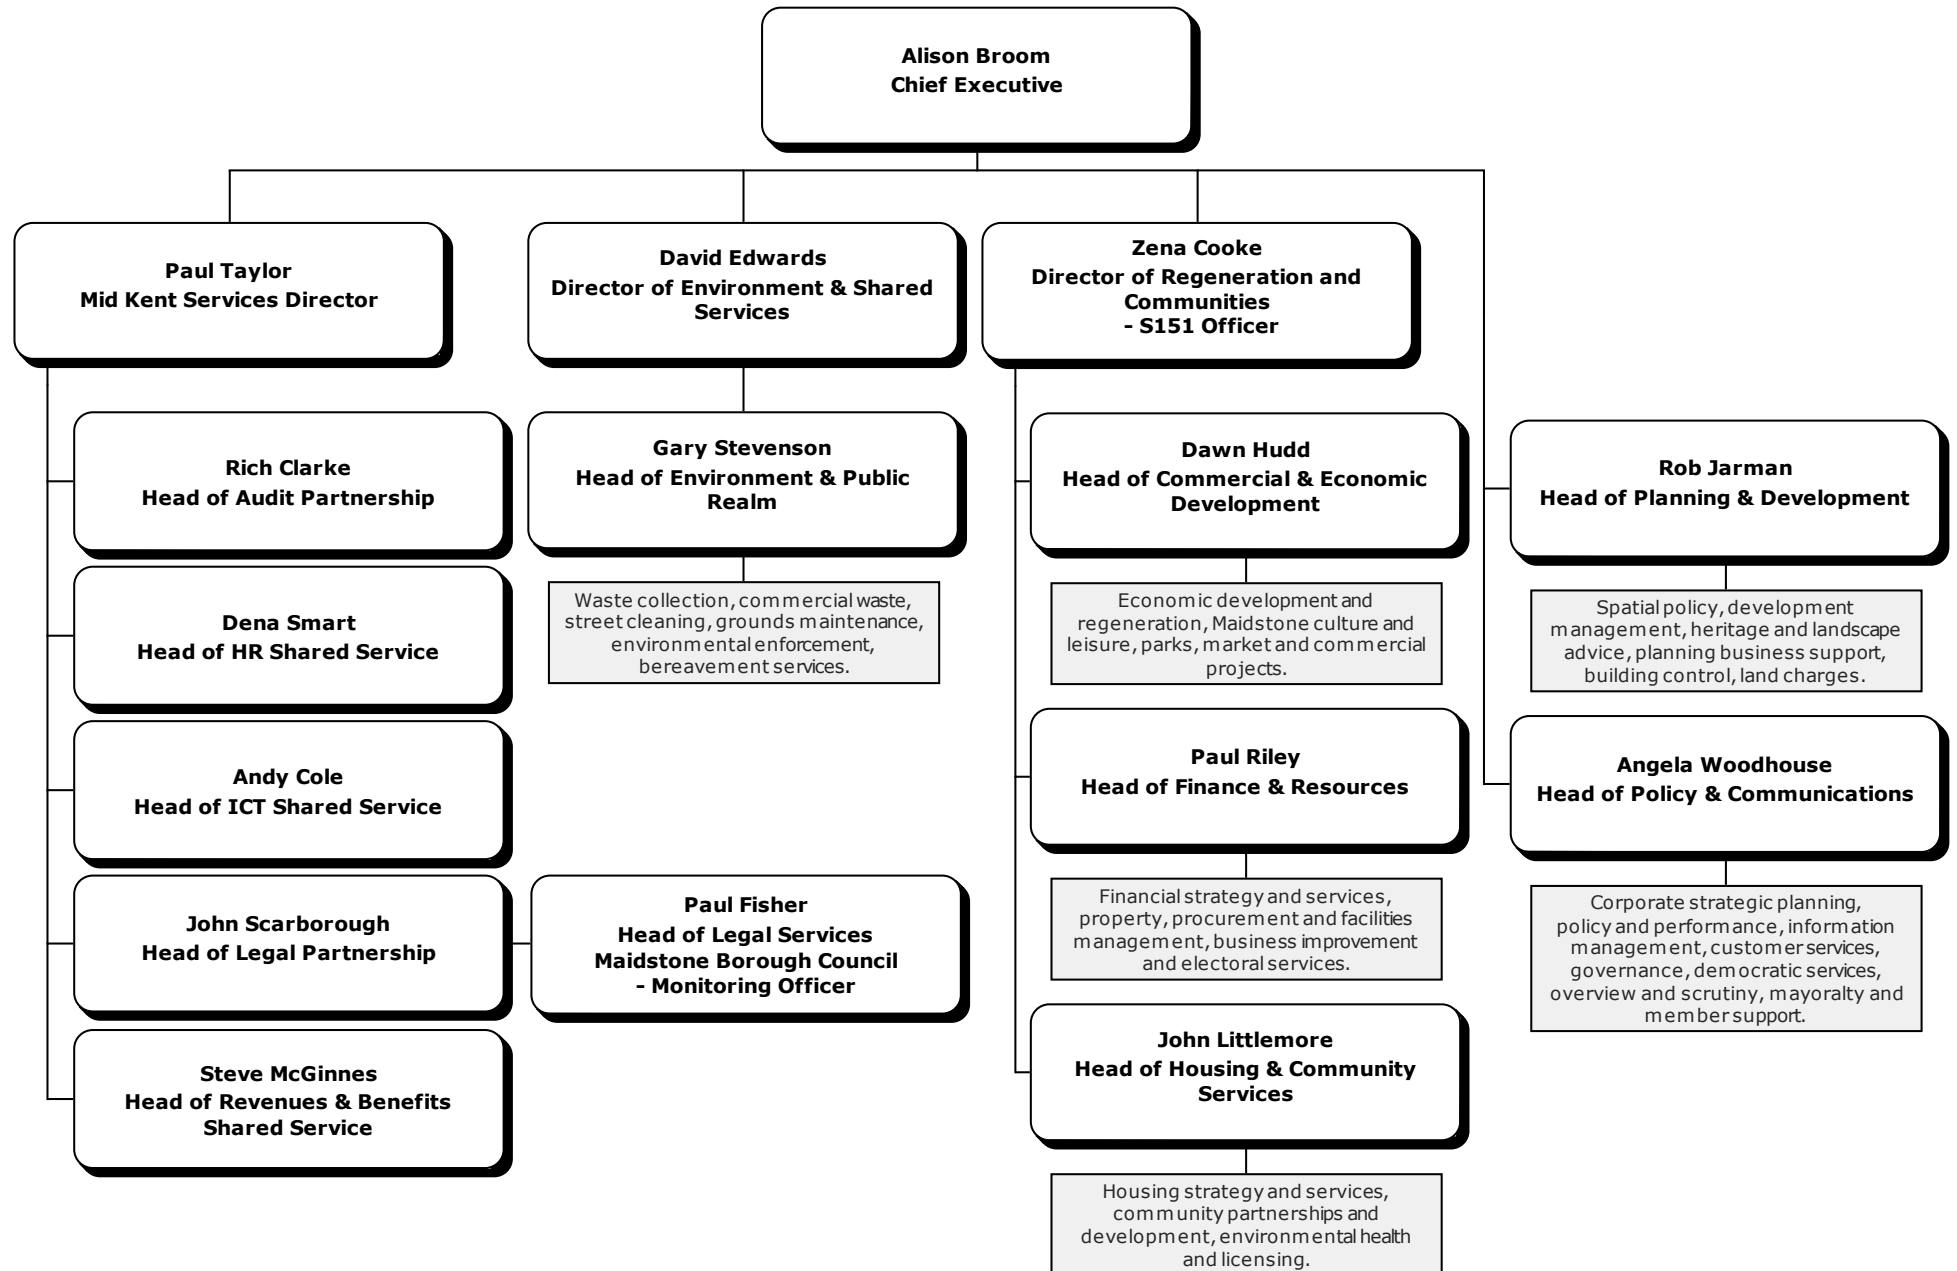 Alison Broom
Chief Executive
Paul Taylor
Mid Kent Services Director
David Edwards
Director of Environment & Shared
Services
Zena Cooke
Director of Regeneration and
Communities
- S151 Officer
Rich Clarke
Head of Audit Partnership
Gary Stevenson
Head of Environment & Public
Realm
Dawn Hudd
Head of Commercial & Economic
Development
Rob Jarman
Head of Planning & Development
Waste collection, commercial waste,
street cleaning, grounds maintenance,
environmental enforcement,
bereavement services.
Economic development and
regeneration, Maidstone culture and
leisure, parks, market and commercial
projects.
Spatial policy, development
management, heritage and landscape
advice, planning business support,
building control, land charges.
Dena Smart
Head of HR Shared Service
Andy Cole
Head of ICT Shared Service
Paul Riley
Head of Finance & Resources
Angela Woodhouse
Head of Policy & Communications
John Scarborough
Head of Legal Partnership
Paul Fisher
Head of Legal Services
Maidstone Borough Council
- Monitoring Officer
Financial strategy and services,
property, procurement and facilities
management, business improvement
and electoral services.
Corporate strategic planning,
policy and performance, information
management, customer services,
governance, democratic services,
overview and scrutiny, mayoralty and
member support.
Steve McGinnes
Head of Revenues & Benefits
Shared Service
John Littlemore
Head of Housing & Community
Services
Housing strategy and services,
community partnerships and
development, environmental health
and licensing.